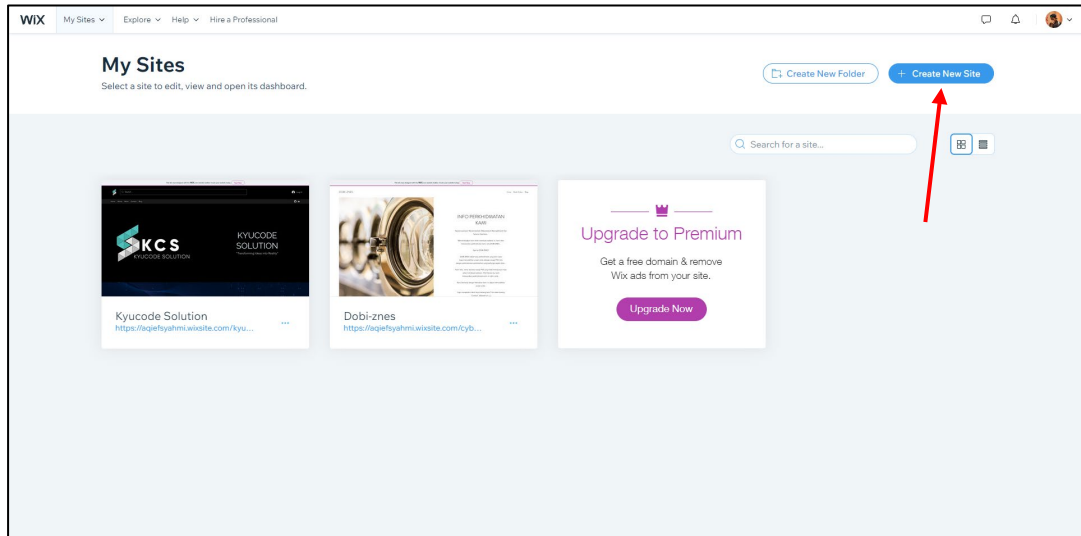 WiX
My Sites
Explore
Help
Hire a Professional
My Sites
Select a site to edit, view and open its dashboard.
Create New Folder
+ Create New Site
Search for a site...
KCS
KYUCODE SOLUTION
KYUCODE
SOLUTION
INFO PERKHIDMATAN
KAMI
Upgrade to Premium
Get a free domain & remove
Wix ads from your site.
Upgrade Now
Kyucode Solution
https://aqiefsyahmi.wixsite.com/kyu...
Dobi-znes
https://aqiefsyahmi.wixsite.com/cyb...